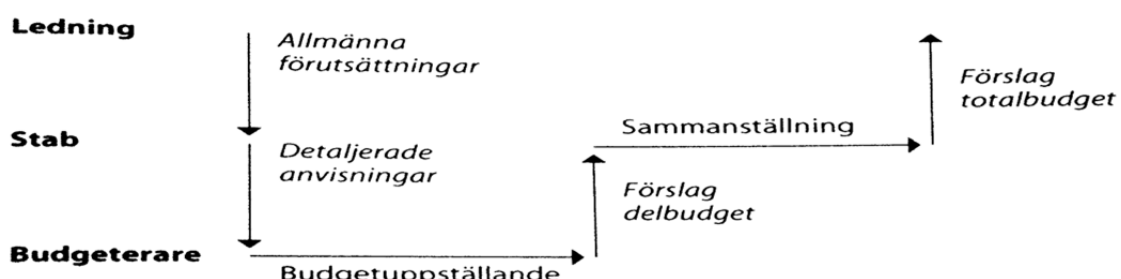 Ledning
Allmänna
förutsättningar
Förslag
totalbudget
Stab
Sammanställning
Detaljerade
anvisningar
Förslag
delbudget
Budgeterare
Budgetuppställande